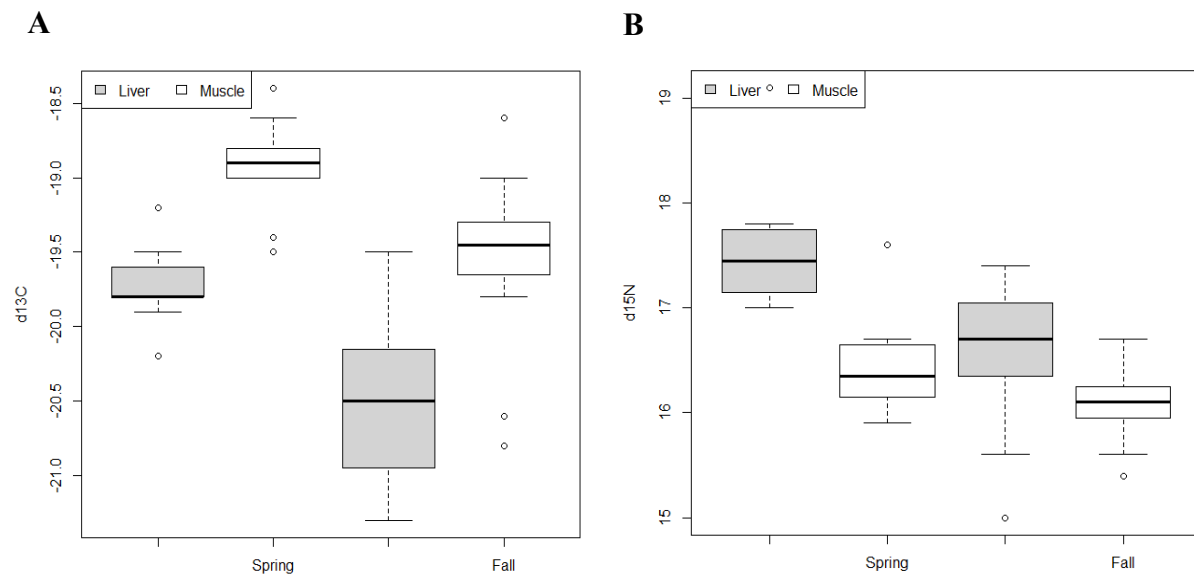 A
Liver Muscle
-18.5
-19.0
-19.5
-20.0
-20.5
-21.0
d13C
Spring Fall
B
Liver Muscle
19
18
17
16
15
d15N
Spring Fall